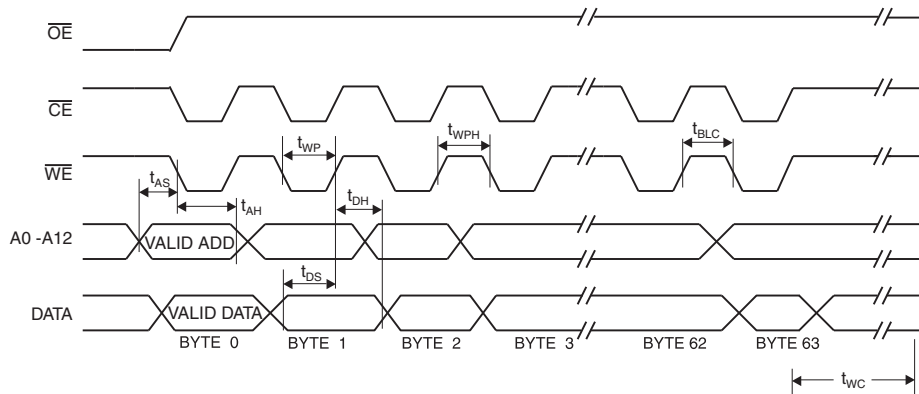 OE
CE
tWP
tWPH
tBLC
WE
tAS
tAH
tDH
A0 -A12
VALID ADD
tDS
DATA
VALID DATA
BYTE 0
BYTE 1
BYTE 2
BYTE 3
BYTE 62
BYTE 63
tWC